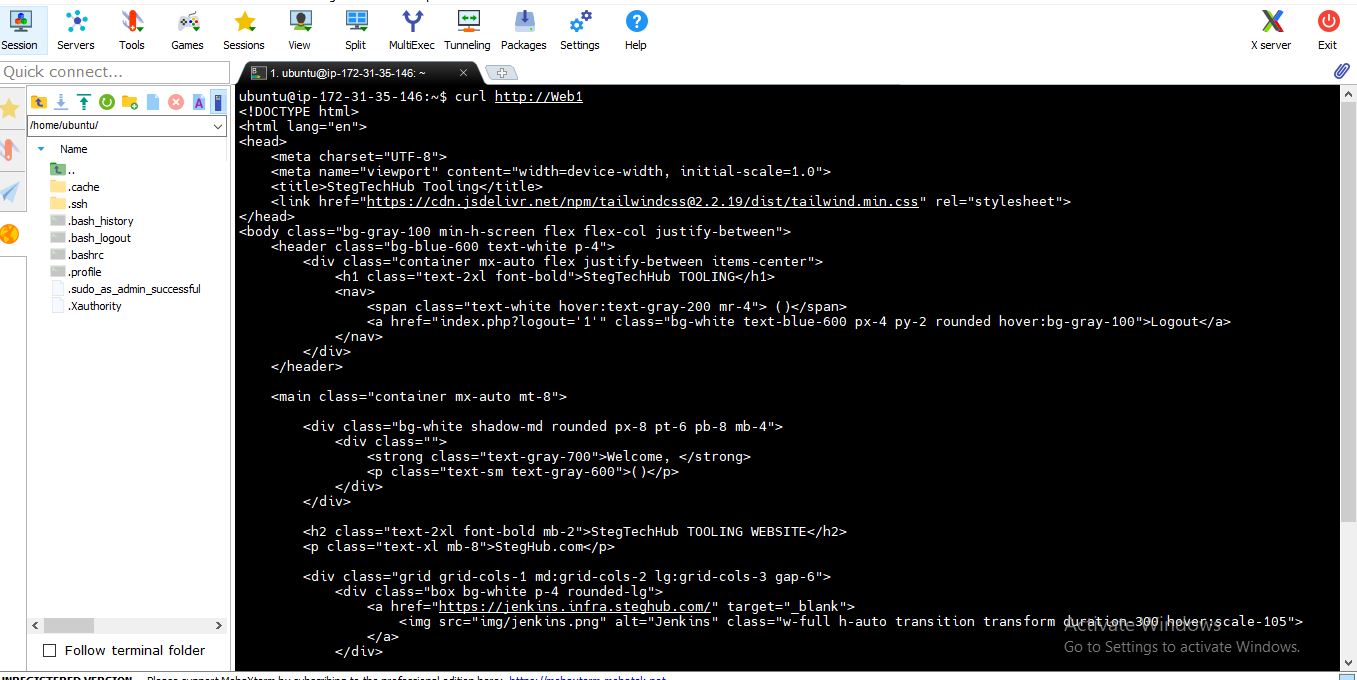 Session Servers Tools Games Sessions View Split MultiExec Tunneling Packages Settings Help X server Exit
Quick connect...
1. ubuntu@ip-172-31-35-146: ~
/home/ubuntu/
Name
..
.cache
.ssh
.bash_history
.bash_logout
.bashrc
.profile
.sudo_as_admin_successful
.Xauthority
Follow terminal folder
ubuntu@ip-172-31-35-146:~$ curl http://Web1
<!DOCTYPE html>
<html lang="en">
<head>
    <meta charset="UTF-8">
    <meta name="viewport" content="width=device-width, initial-scale=1.0">
    <title>StegTechHub Tooling</title>
    <link href="https://cdn.jsdelivr.net/npm/tailwindcss@2.2.19/dist/tailwind.min.css" rel="stylesheet">
</head>
<body class="bg-gray-100 min-h-screen flex flex-col justify-between">
    <header class="bg-blue-600 text-white p-4">
        <div class="container mx-auto flex justify-between items-center">
            <h1 class="text-2xl font-bold">StegTechHub TOOLING</h1>
            <nav>
                <span class="text-white hover:text-gray-200 mr-4"> ()</span>
                <a href="index.php?logout='1'" class="bg-white text-blue-600 px-4 py-2 rounded hover:bg-gray-100">Logout</a>
            </nav>
        </div>
    </header>
    <main class="container mx-auto mt-8">
        <div class="bg-white shadow-md rounded px-8 pt-6 pb-8 mb-4">
            <div class="">
                <strong class="text-gray-700">Welcome, </strong>
                <p class="text-sm text-gray-600">()</p>
            </div>
        </div>
        <h2 class="text-2xl font-bold mb-2">StegTechHub TOOLING WEBSITE</h2>
        <p class="text-xl mb-8">StegHub.com</p>
        <div class="grid grid-cols-1 md:grid-cols-2 lg:grid-cols-3 gap-6">
            <div class="box bg-white p-4 rounded-lg">
                <a href="https://jenkins.infra.steghub.com/" target="_blank">
                    <img src="img/jenkins.png" alt="Jenkins" class="w-full h-auto transition transform duration-300 hover:scale-105">
                </a>
            </div>
Activate Windows
Go to Settings to activate Windows.
UNREGISTERED VERSION - Please support MobaXterm by subscribing to the professional edition here: https://mobaxterm.mobatek.net